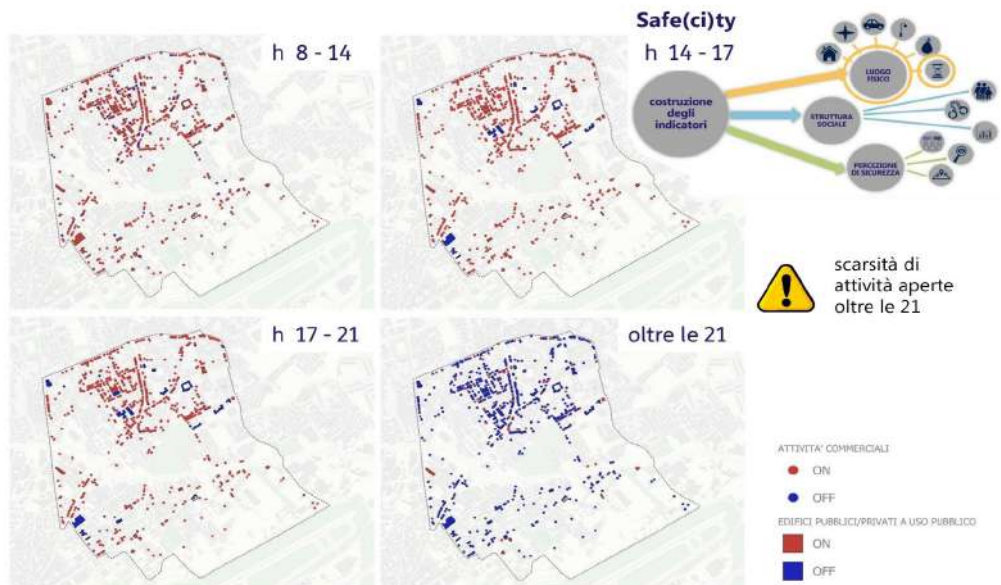 Safe(ci)ty
h 8 - 14
h 14 - 17
costruzione
degli
indicatori
LUOGO
FISICO
STRUTTURA
SOCIALE
PERCEZIONE
DI SICUREZZA
scarsità di
attività aperte
oltre le 21
h 17 - 21
oltre le 21
ATTIVITA' COMMERCIALI
ON
OFF
EDIFICI PUBBLICI/PRIVATI A USO PUBBLICO
ON
OFF